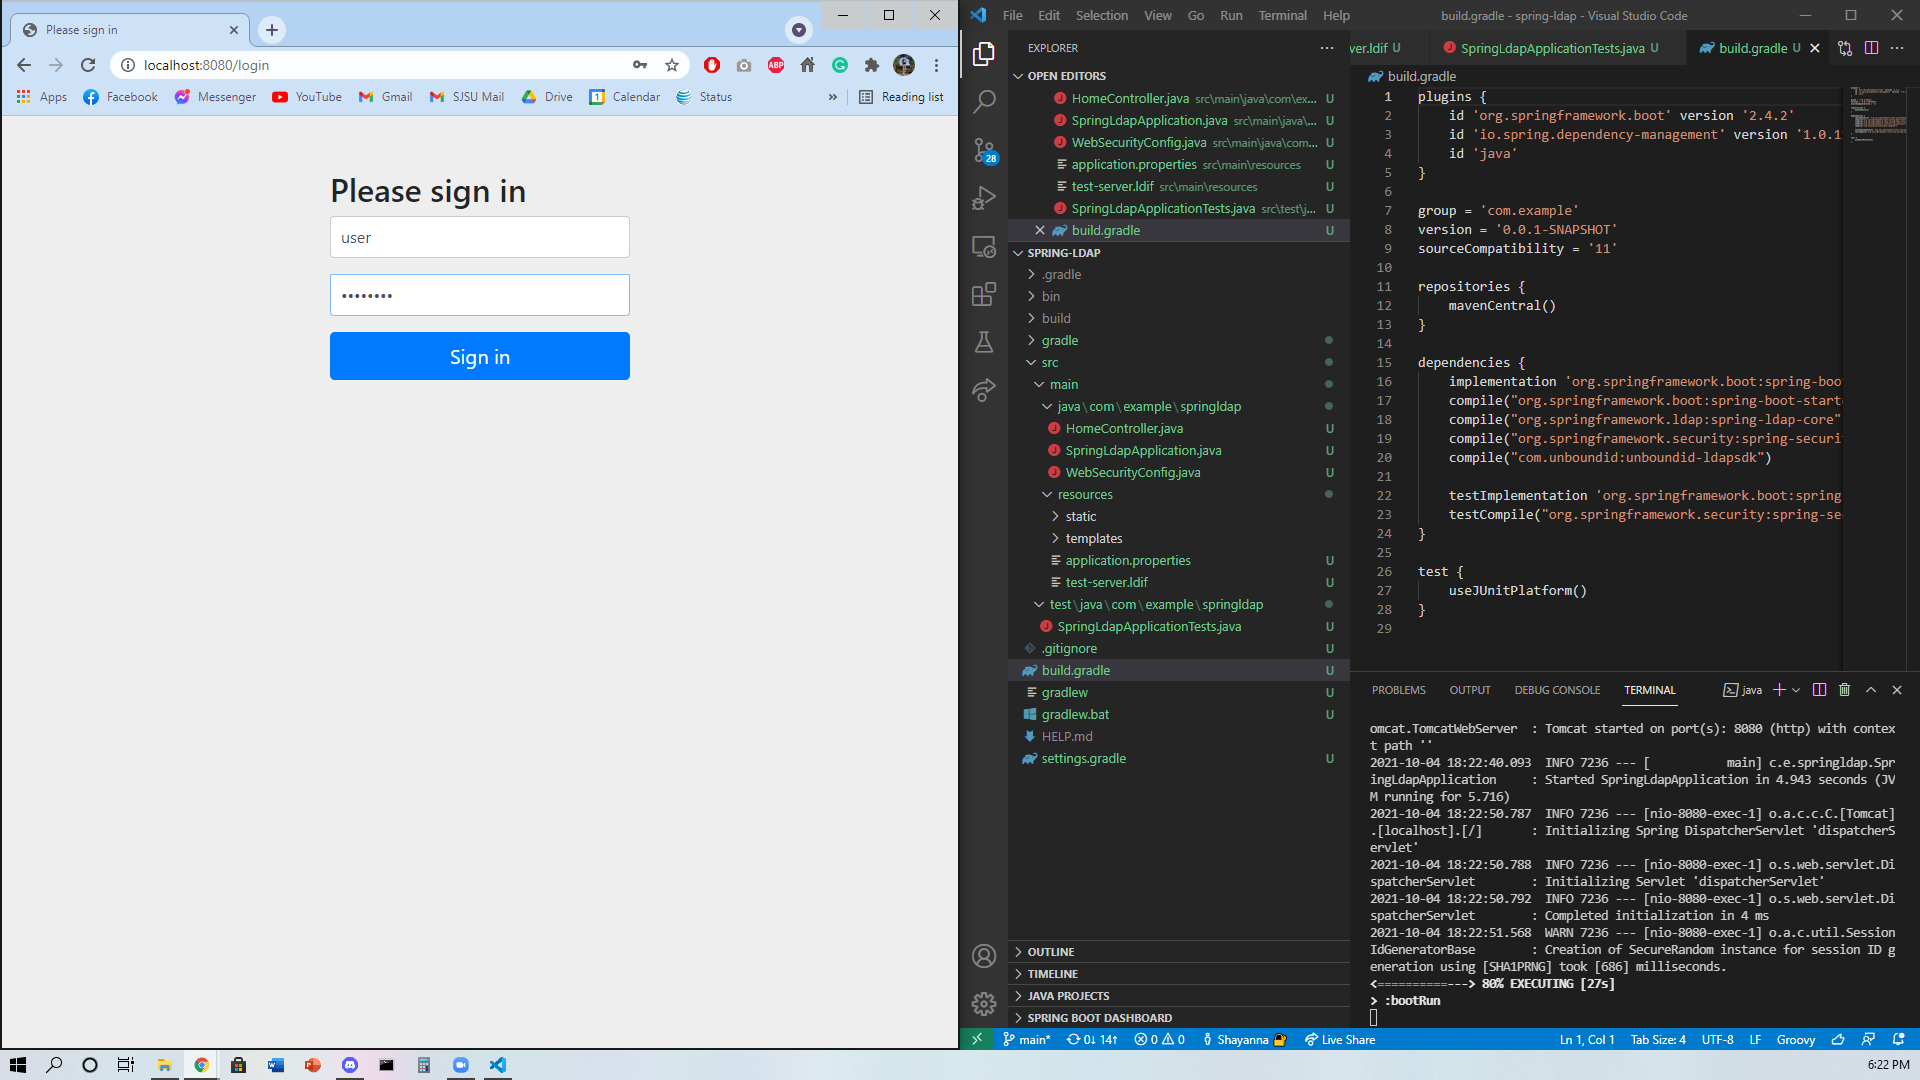 Please sign in
localhost:8080/login
Apps Facebook Messenger YouTube Gmail SJSU Mail Drive Calendar Status » Reading list
Please sign in
user
••••••••
Sign in
File Edit Selection View Go Run Terminal Help
build.gradle - spring-ldap - Visual Studio Code
EXPLORER
OPEN EDITORS
HomeController.java src\main\java\com\ex... U
SpringLdapApplication.java src\main\java\... U
WebSecurityConfig.java src\main\java\com... U
application.properties src\main\resources U
test-server.ldif src\main\resources U
SpringLdapApplicationTests.java src\test\j... U
build.gradle U
SPRING-LDAP
.gradle
bin
build
gradle
src
main
java\com\example\springldap
HomeController.java U
SpringLdapApplication.java U
WebSecurityConfig.java U
resources
static
templates
application.properties U
test-server.ldif U
test\java\com\example\springldap
SpringLdapApplicationTests.java U
.gitignore U
build.gradle U
gradlew U
gradlew.bat U
HELP.md
settings.gradle U
OUTLINE
TIMELINE
JAVA PROJECTS
SPRING BOOT DASHBOARD
28
ver.ldif U SpringLdapApplicationTests.java U build.gradle U
build.gradle
1 plugins {
2 id 'org.springframework.boot' version '2.4.2'
3 id 'io.spring.dependency-management' version '1.0.1
4 id 'java'
5 }
6
7 group = 'com.example'
8 version = '0.0.1-SNAPSHOT'
9 sourceCompatibility = '11'
10
11 repositories {
12 mavenCentral()
13 }
14
15 dependencies {
16 implementation 'org.springframework.boot:spring-boo
17 compile("org.springframework.boot:spring-boot-start
18 compile("org.springframework.ldap:spring-ldap-core"
19 compile("org.springframework.security:spring-securi
20 compile("com.unboundid:unboundid-ldapsdk")
21
22 testImplementation 'org.springframework.boot:spring
23 testCompile("org.springframework.security:spring-se
24 }
25
26 test {
27 useJUnitPlatform()
28 }
29
PROBLEMS OUTPUT DEBUG CONSOLE TERMINAL java
omcat.TomcatWebServer : Tomcat started on port(s): 8080 (http) with contex
t path ''
2021-10-04 18:22:40.093 INFO 7236 --- [ main] c.e.springldap.Spr
ingLdapApplication : Started SpringLdapApplication in 4.943 seconds (JV
M running for 5.716)
2021-10-04 18:22:50.787 INFO 7236 --- [nio-8080-exec-1] o.a.c.c.C.[Tomcat]
.[localhost].[/] : Initializing Spring DispatcherServlet 'dispatcherS
ervlet'
2021-10-04 18:22:50.788 INFO 7236 --- [nio-8080-exec-1] o.s.web.servlet.Di
spatcherServlet : Initializing Servlet 'dispatcherServlet'
2021-10-04 18:22:50.792 INFO 7236 --- [nio-8080-exec-1] o.s.web.servlet.Di
spatcherServlet : Completed initialization in 4 ms
2021-10-04 18:22:51.568 WARN 7236 --- [nio-8080-exec-1] o.a.c.util.Session
IdGeneratorBase : Creation of SecureRandom instance for session ID g
eneration using [SHA1PRNG] took [686] milliseconds.
<==========---> 80% EXECUTING [27s]
> :bootRun
main* 0↓ 14↑ 0 0 Shayanna Live Share Ln 1, Col 1 Tab Size: 4 UTF-8 LF Groovy
6:22 PM